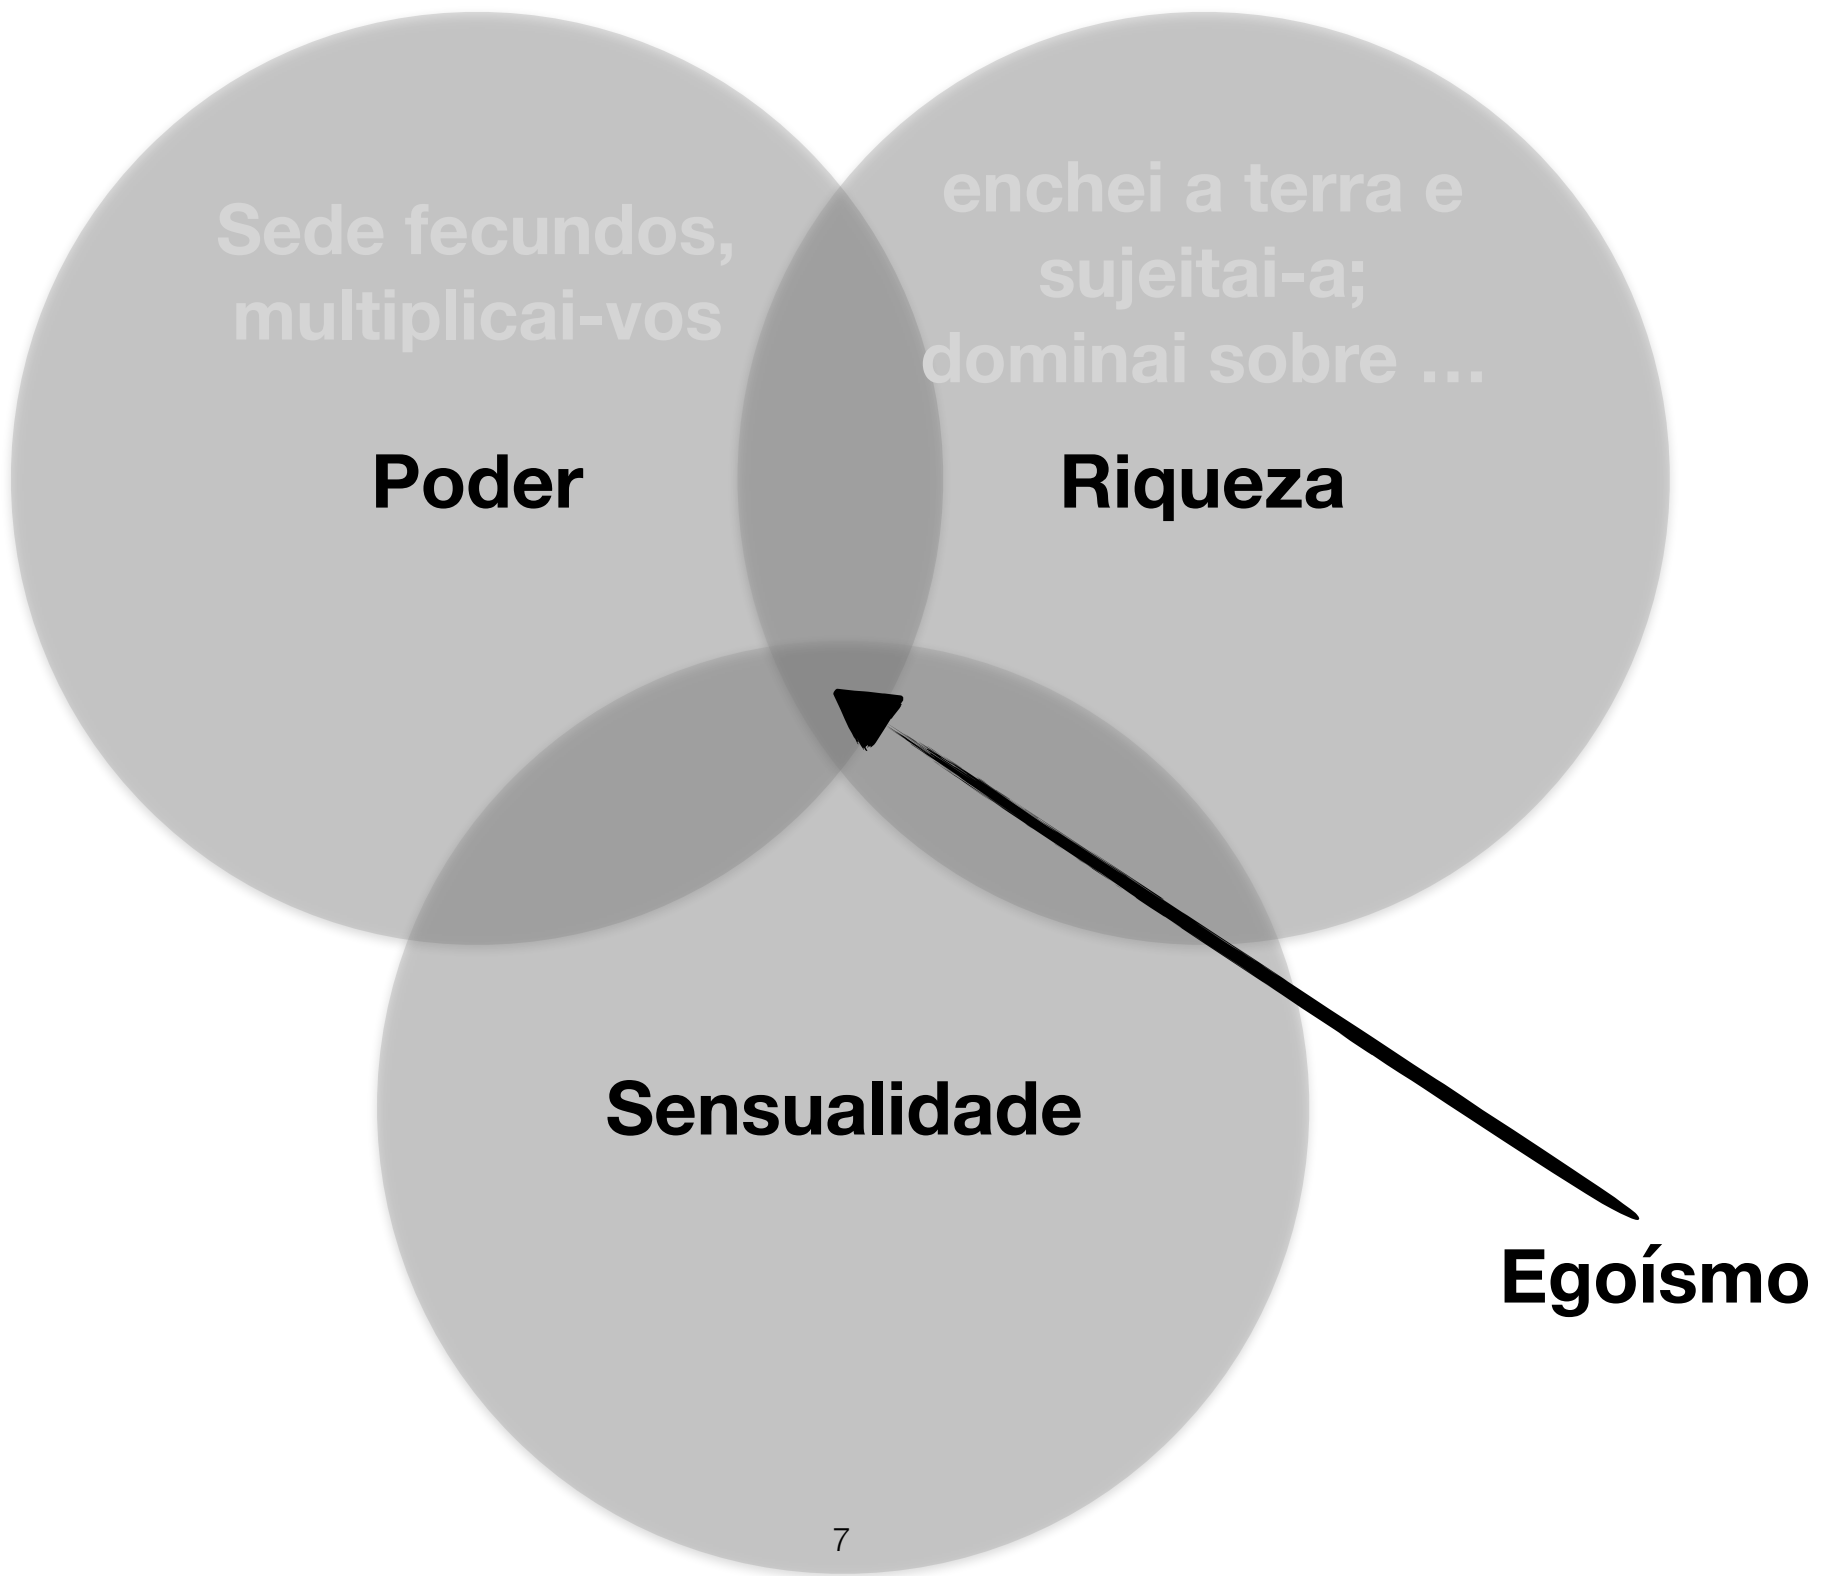 Sede fecundos,
multiplicai-vos
Poder
enchei a terra e
sujeitai-a;
dominai sobre …
Riqueza
Sensualidade
Egoísmo
7